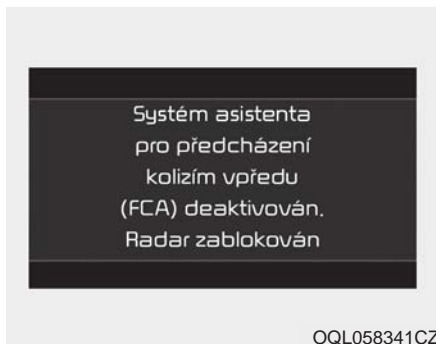 Systém asistenta
pro předcházení
kolizím vpředu
(FCA) deaktivován.
Radar zablokován
OQL058341CZ